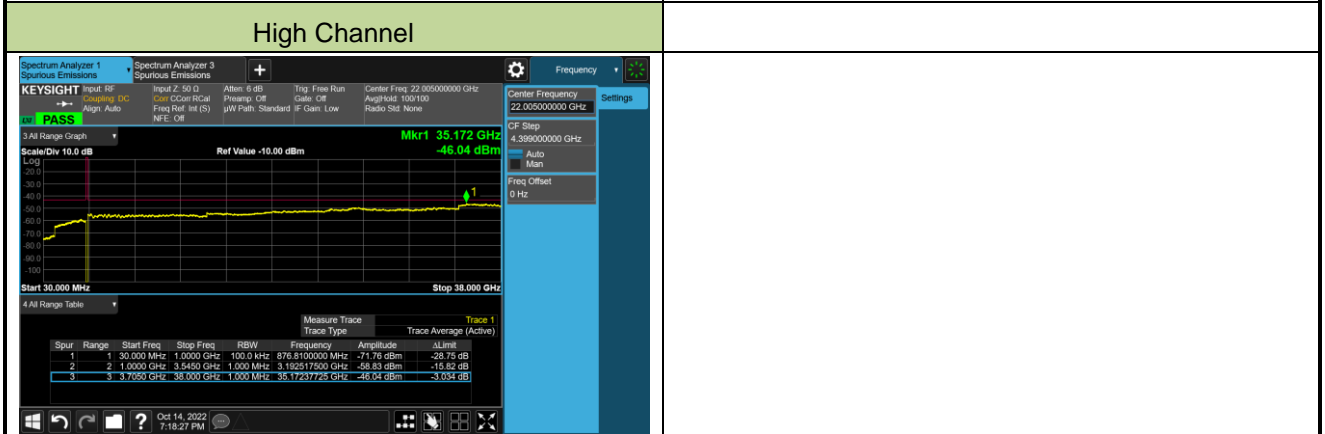 High Channel
Spectrum Analyzer 1
Spurious Emissions
Spectrum Analyzer 3
Spurious Emissions
+
Frequency
KEYSIGHT
Input: RF
Coupling: DC
Align: Auto
Input Z: 50 Ω
Corr CCorr RCal
Freq Ref: Int (S)
NFE: Off
Atten: 6 dB
Preamp: Off
µW Path: Standard
Trig: Free Run
Gate: Off
IF Gain: Low
Center Freq: 22.005000000 GHz
Avg|Hold: 100/100
Radio Std: None
PASS
Center Frequency
22.005000000 GHz
Settings
CF Step
4.399000000 GHz
Auto
Man
Freq Offset
0 Hz
3 All Range Graph
Mkr1 35.172 GHz
Scale/Div 10.0 dB
Ref Value -10.00 dBm
-46.04 dBm
Log
-20.0
-30.0
-40.0
-50.0
-60.0
-70.0
-80.0
-90.0
-100
1
Start 30.000 MHz
Stop 38.000 GHz
4 All Range Table
Measure Trace Trace 1
Trace Type Trace Average (Active)
Spur Range Start Freq Stop Freq RBW Frequency Amplitude ΔLimit
1 1 30.000 MHz 1.0000 GHz 100.0 kHz 876.8100000 MHz -71.76 dBm -28.75 dB
2 2 1.0000 GHz 3.5450 GHz 1.000 MHz 3.192517500 GHz -58.83 dBm -15.82 dB
3 3 3.7050 GHz 38.000 GHz 1.000 MHz 35.17237725 GHz -46.04 dBm -3.034 dB
?
Oct 14, 2022
7:18:27 PM